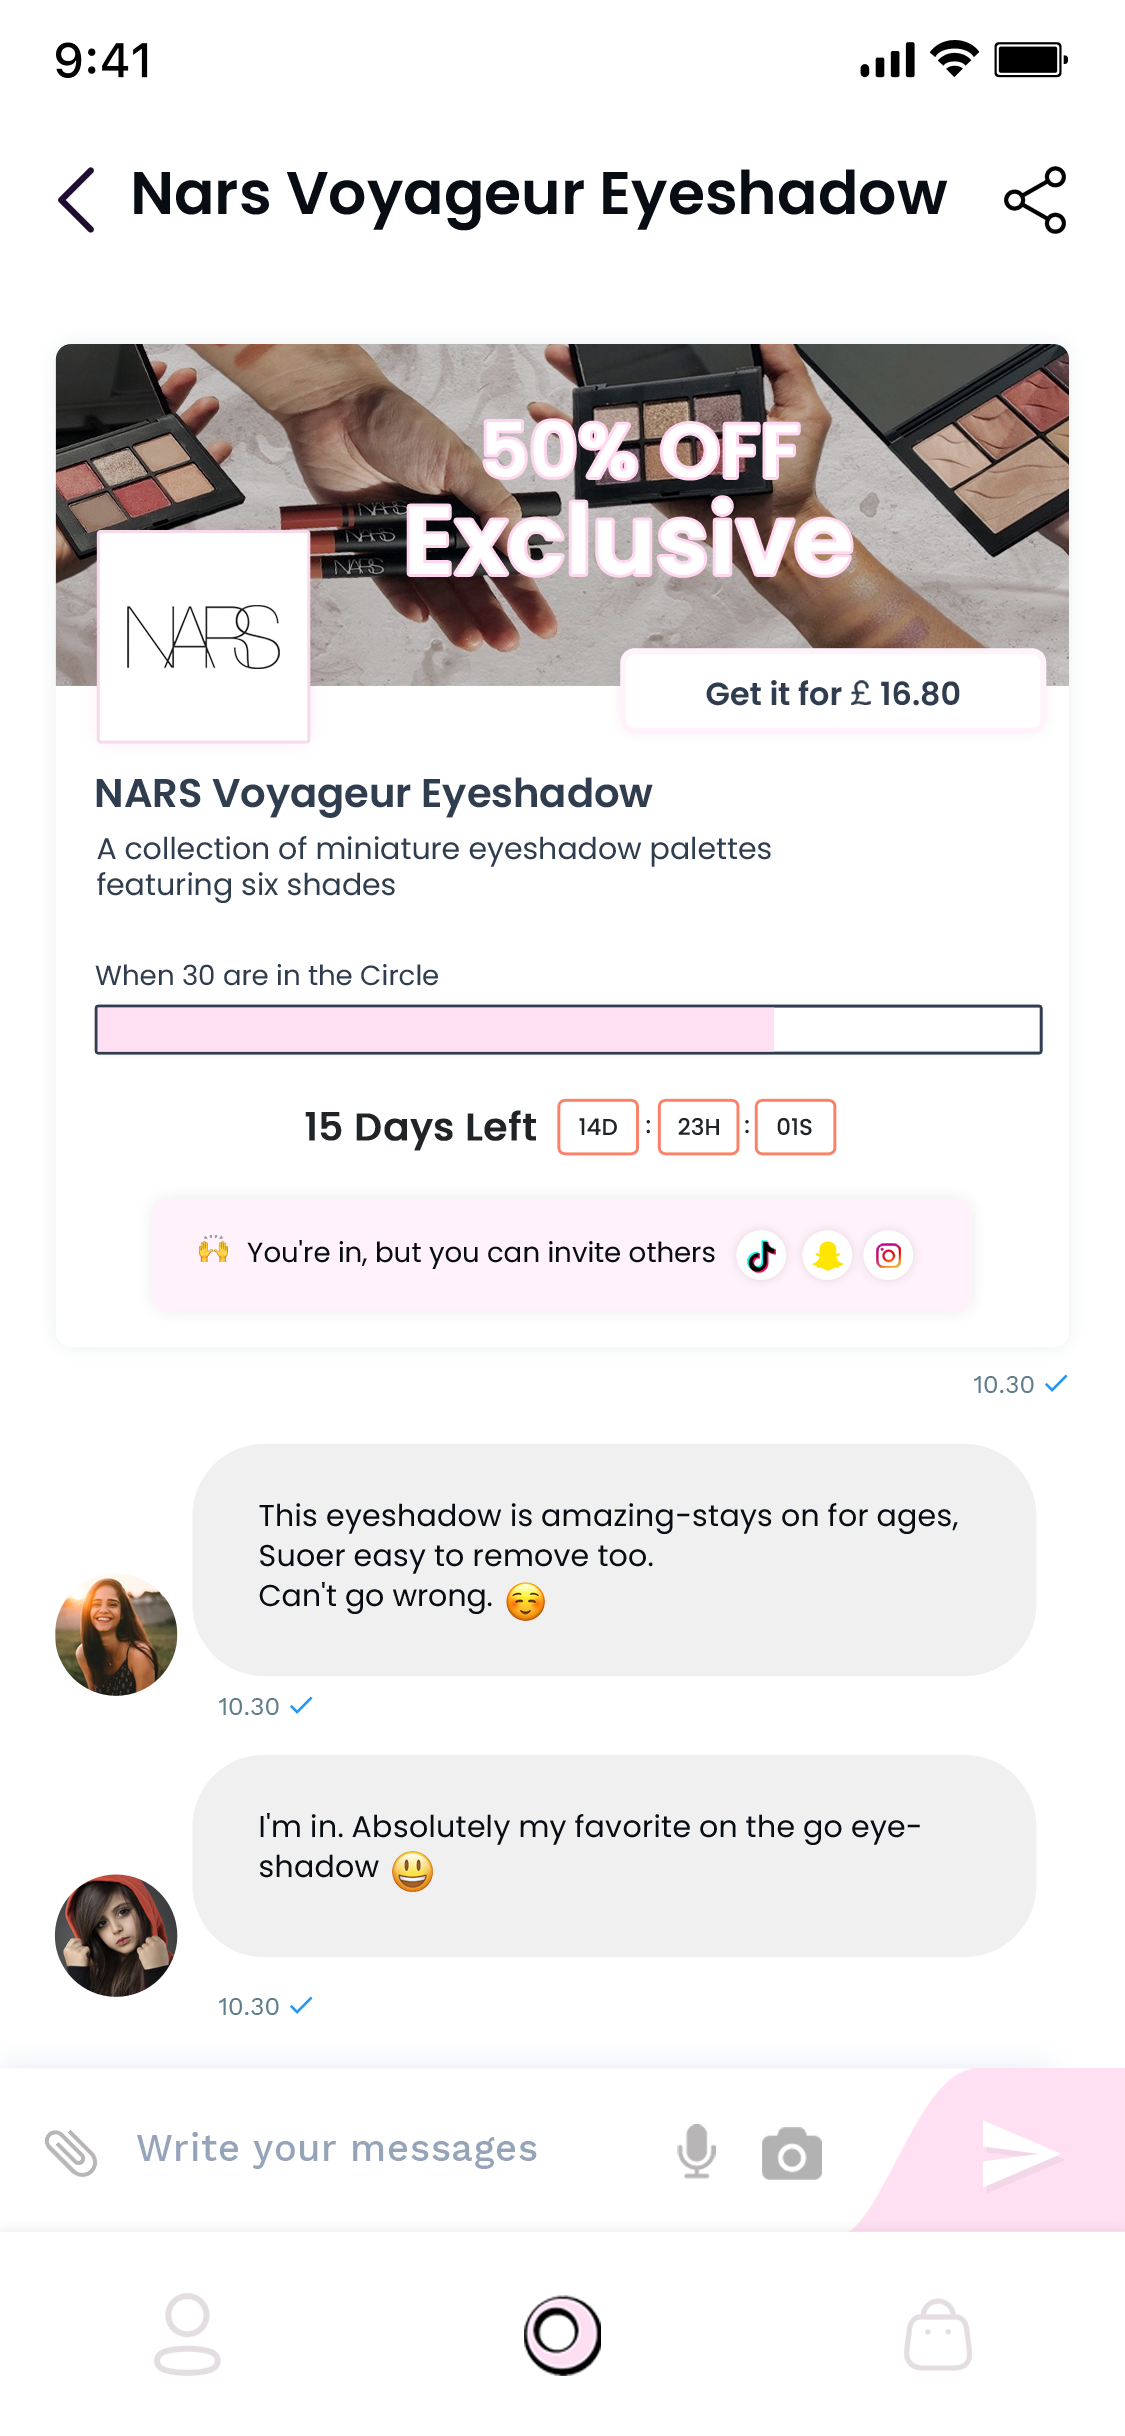 9:41
Nars Voyageur Eyeshadow
50% OFF
Exclusive
NARS
NARS
NARS
NARS
Get it for £ 16.80
NARS Voyageur Eyeshadow
A collection of miniature eyeshadow palettes
featuring six shades
When 30 are in the Circle
15 Days Left 14D : 23H : 01S
🙌 You're in, but you can invite others
10.30
This eyeshadow is amazing-stays on for ages,
Suoer easy to remove too.
Can't go wrong. ☺️
10.30
I'm in. Absolutely my favorite on the go eye-
shadow 😃
10.30
Write your messages